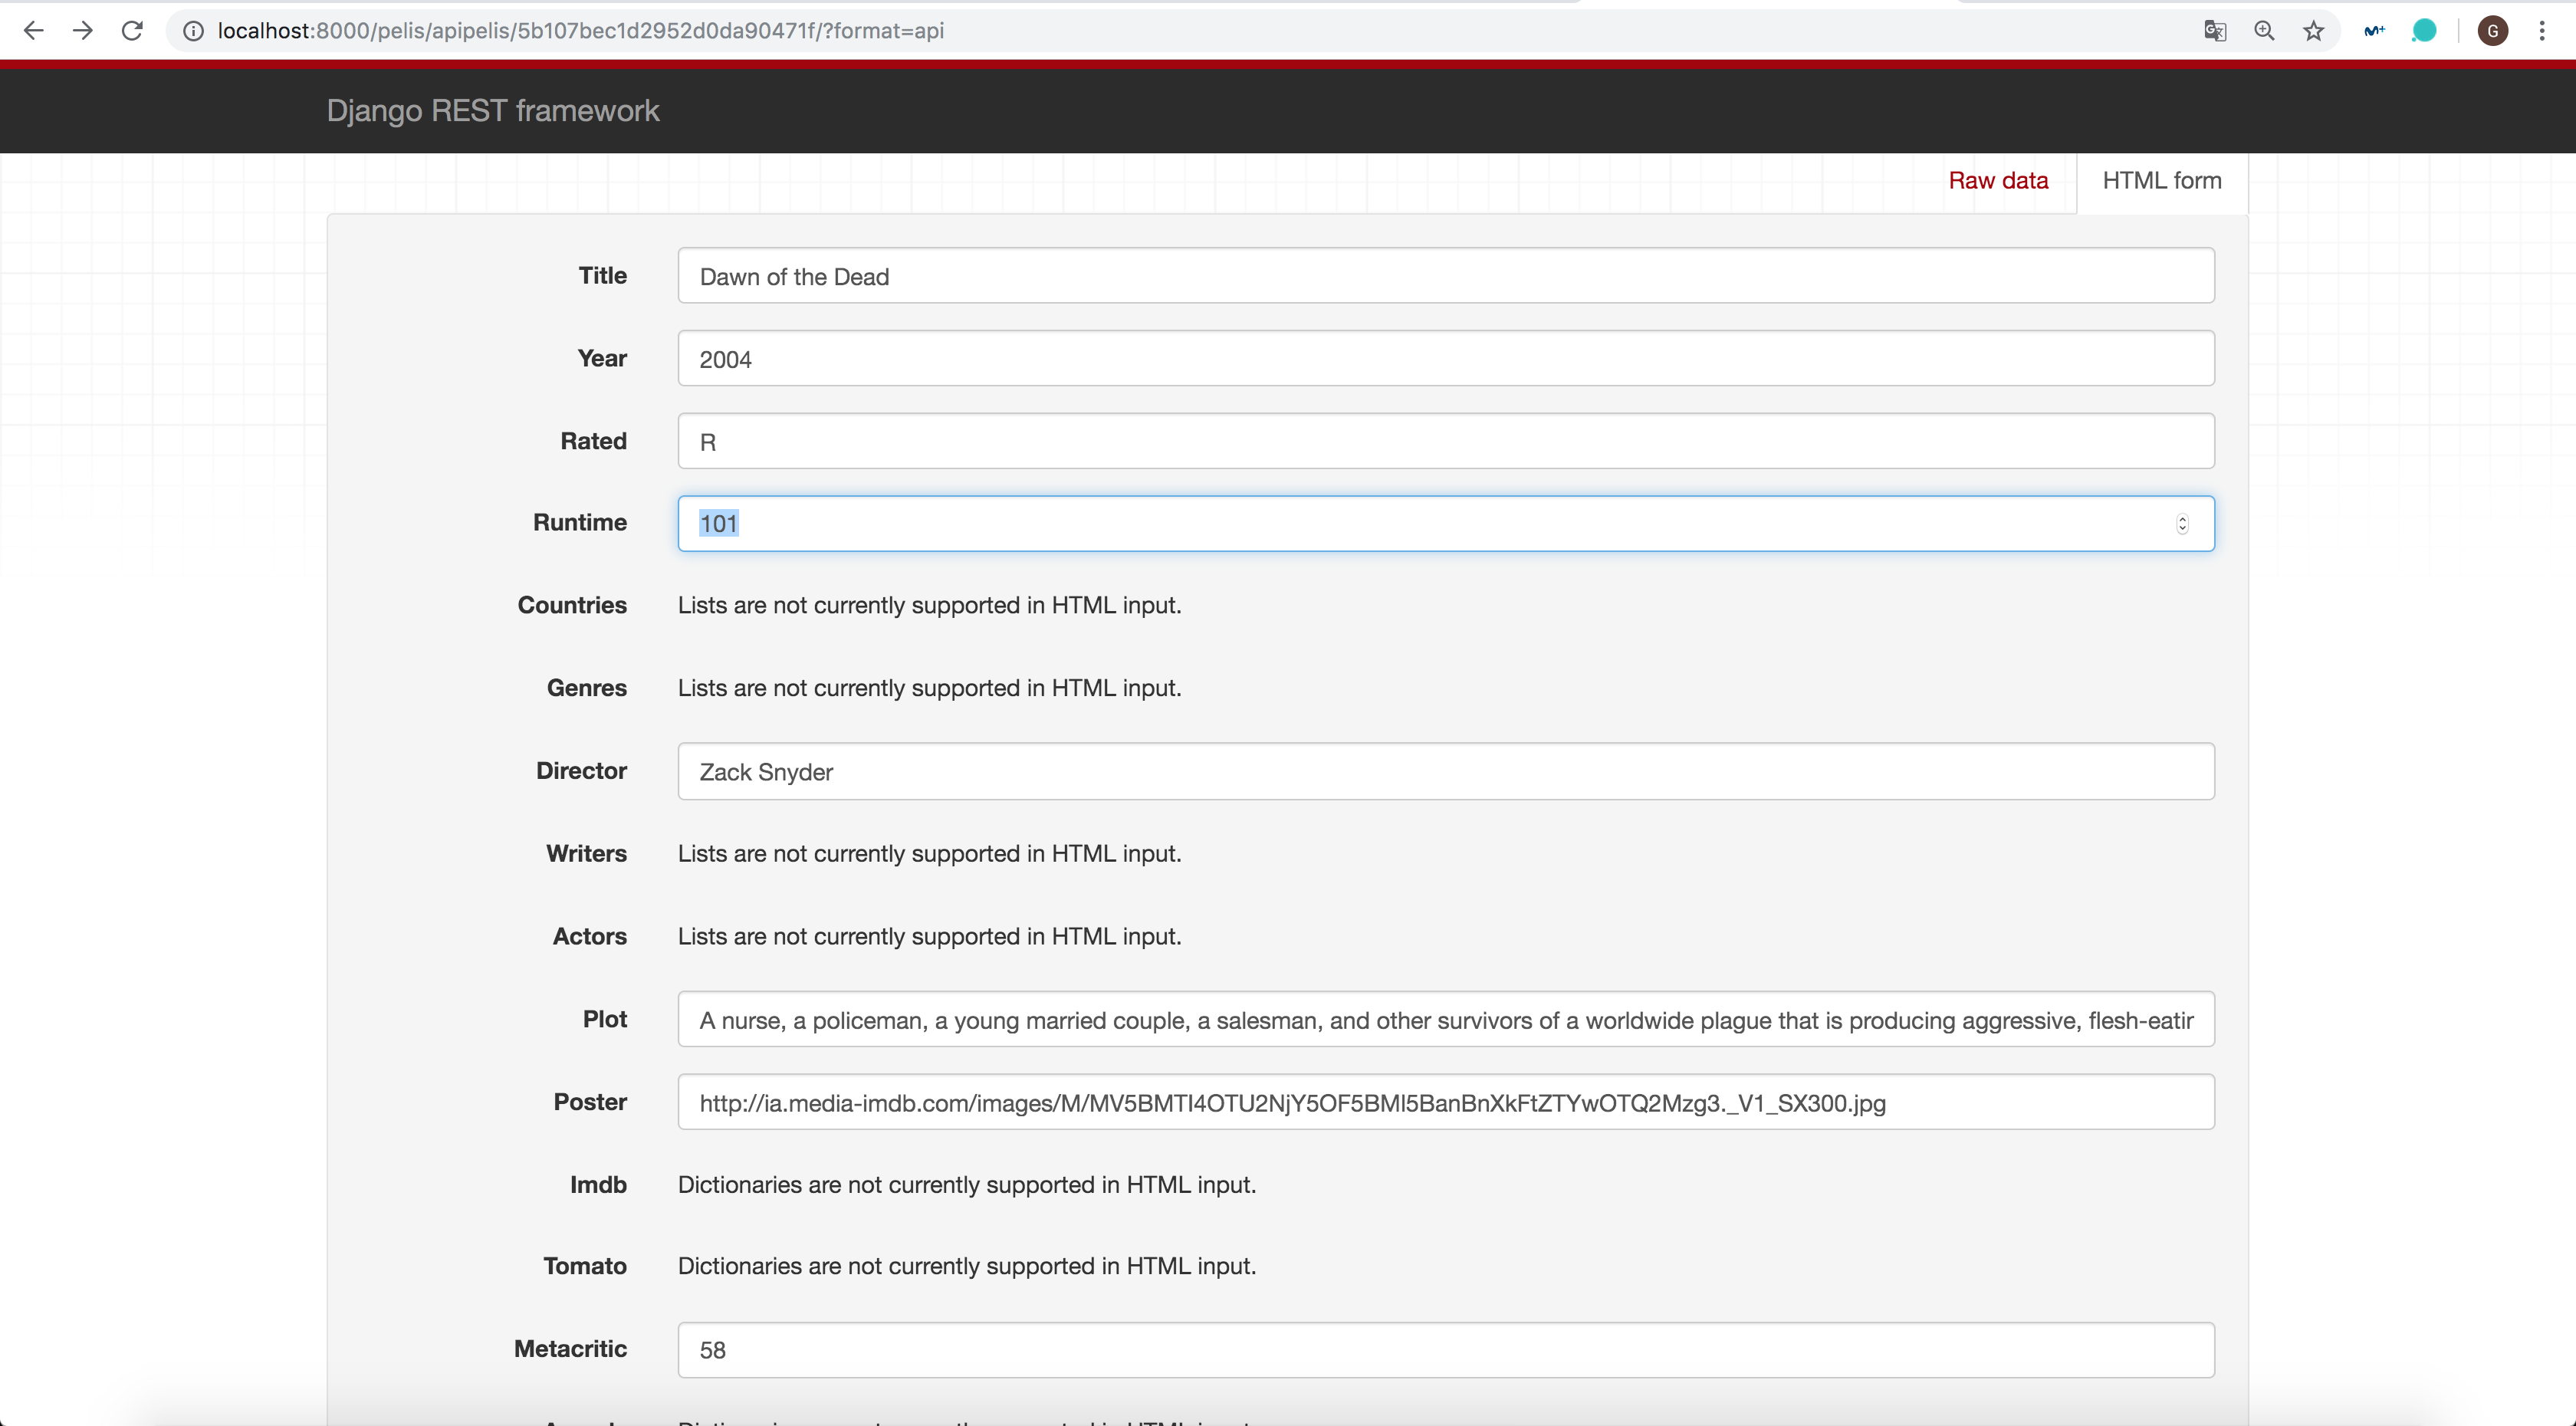 localhost:8000/pelis/apipelis/5b107bec1d2952d0da90471f/?format=api
G
Django REST framework
Raw data
HTML form
Title Dawn of the Dead
Year 2004
Rated R
Runtime 101
Countries Lists are not currently supported in HTML input.
Genres Lists are not currently supported in HTML input.
Director Zack Snyder
Writers Lists are not currently supported in HTML input.
Actors Lists are not currently supported in HTML input.
Plot A nurse, a policeman, a young married couple, a salesman, and other survivors of a worldwide plague that is producing aggressive, flesh-eatir
Poster http://ia.media-imdb.com/images/M/MV5BMTI4OTU2NjY5OF5BMl5BanBnXkFtZTYwOTQ2Mzg3._V1_SX300.jpg
Imdb Dictionaries are not currently supported in HTML input.
Tomato Dictionaries are not currently supported in HTML input.
Metacritic 58